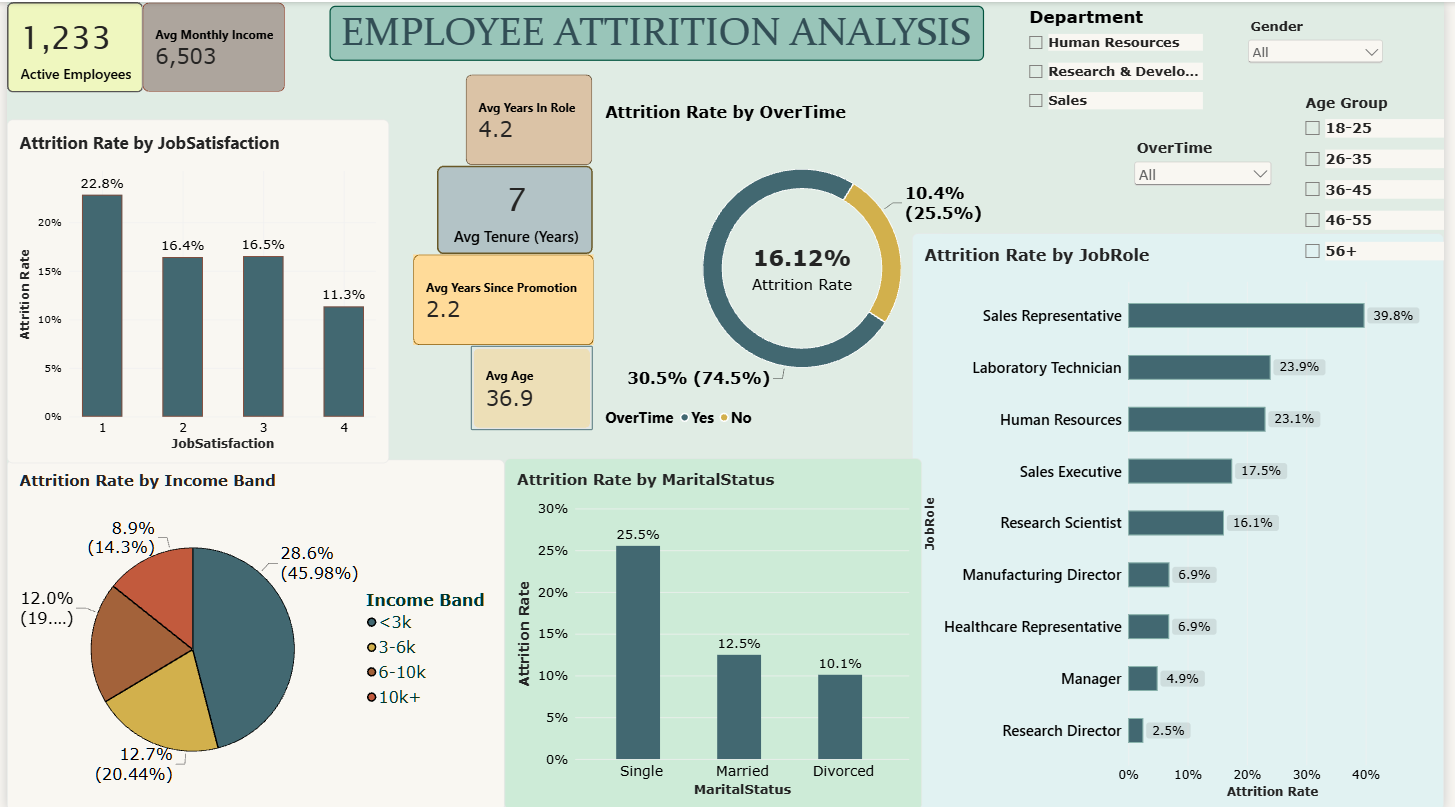 1,233
Active Employees
Avg Monthly Income
6,503
EMPLOYEE ATTIRITION ANALYSIS
Department
Human Resources
Research & Develo...
Sales
Gender
All
Age Group
18-25
26-35
36-45
46-55
56+
OverTime
All
Attrition Rate by JobSatisfaction
22.8%
16.4%
16.5%
11.3%
20%
15%
10%
5%
0%
Attrition Rate
1
2
3
4
JobSatisfaction
Avg Years In Role
4.2
7
Avg Tenure (Years)
Avg Years Since Promotion
2.2
Avg Age
36.9
Attrition Rate by OverTime
10.4%
(25.5%)
16.12%
Attrition Rate
30.5% (74.5%)
OverTime
Yes
No
Attrition Rate by JobRole
JobRole
Sales Representative
39.8%
Laboratory Technician
23.9%
Human Resources
23.1%
Sales Executive
17.5%
Research Scientist
16.1%
Manufacturing Director
6.9%
Healthcare Representative
6.9%
Manager
4.9%
Research Director
2.5%
0%
10%
20%
30%
40%
Attrition Rate
Attrition Rate by Income Band
8.9%
(14.3%)
28.6%
(45.98%)
12.0%
(19....)
12.7%
(20.44%)
Income Band
<3k
3-6k
6-10k
10k+
Attrition Rate by MaritalStatus
30%
25%
20%
15%
10%
5%
0%
Attrition Rate
25.5%
12.5%
10.1%
Single
Married
Divorced
MaritalStatus